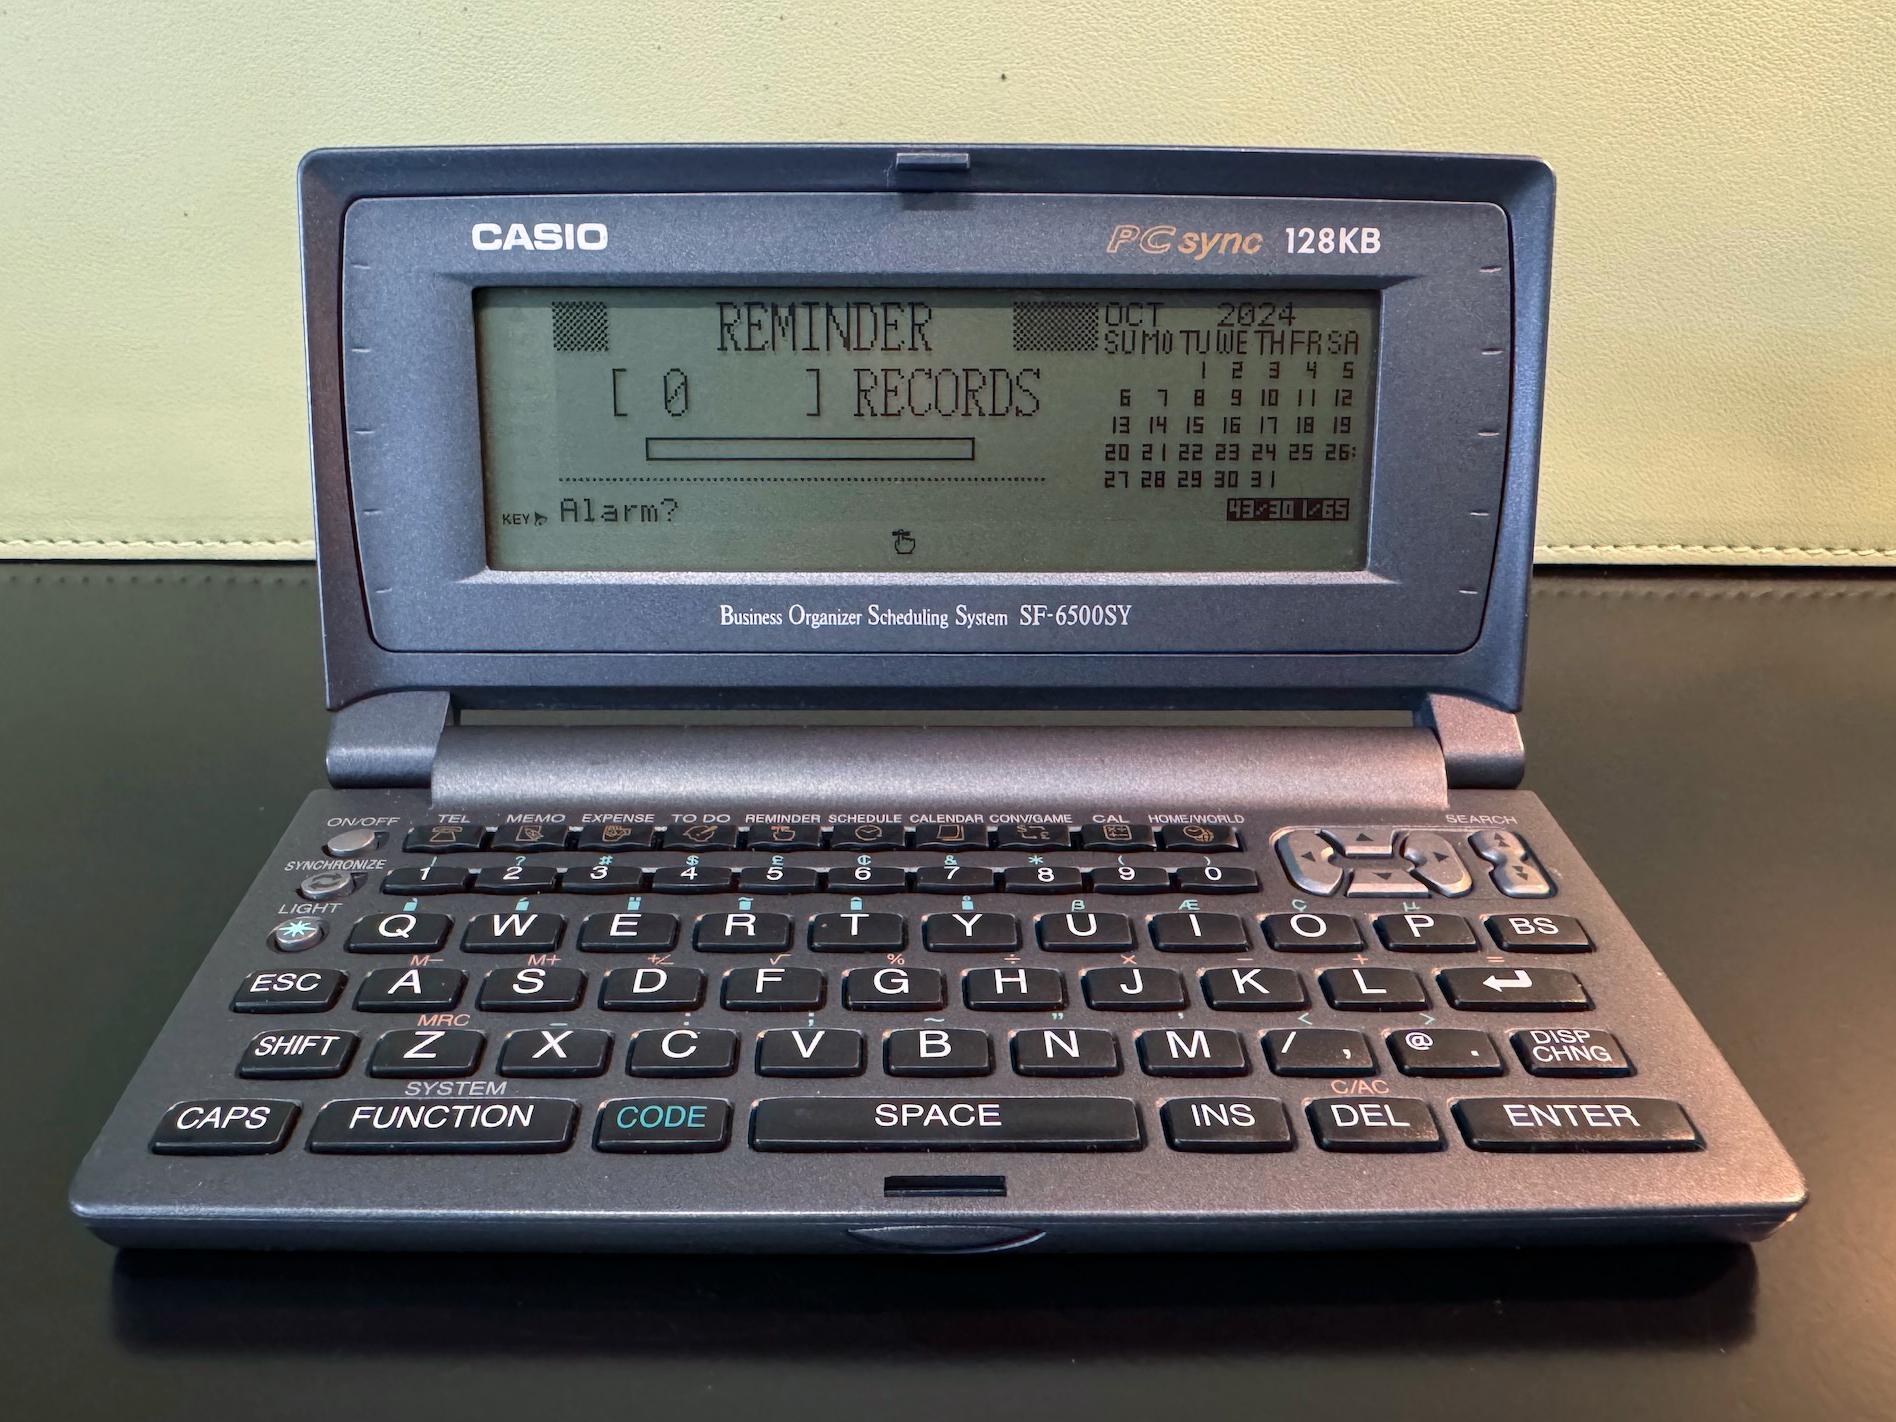 CASIO
PC sync 128KB
REMINDER
[ 0 ] RECORDS
KEY Alarm?
OCT 2024
SU MO TU WE TH FR SA
1 2 3 4 5
6 7 8 9 10 11 12
13 14 15 16 17 18 19
20 21 22 23 24 25 26
27 28 29 30 31
43/301/65
Business Organizer Scheduling System SF-6500SY
ON/OFF TEL MEMO EXPENSE TO DO REMINDER SCHEDULE CALENDAR CONV/GAME CAL HOME/WORLD SEARCH
SYNCHRONIZE
! ? # $ £ ¢ & * ( )
1 2 3 4 5 6 7 8 9 0
LIGHT
β Æ Ç μ
Q W E R T Y U I O P BS
M− M+ +/− √ % ÷ × − + =
ESC A S D F G H J K L
MRC _ : ; ~ " ' < >
SHIFT Z X C V B N M / , @ . DISP CHNG
SYSTEM C/AC
CAPS FUNCTION CODE SPACE INS DEL ENTER